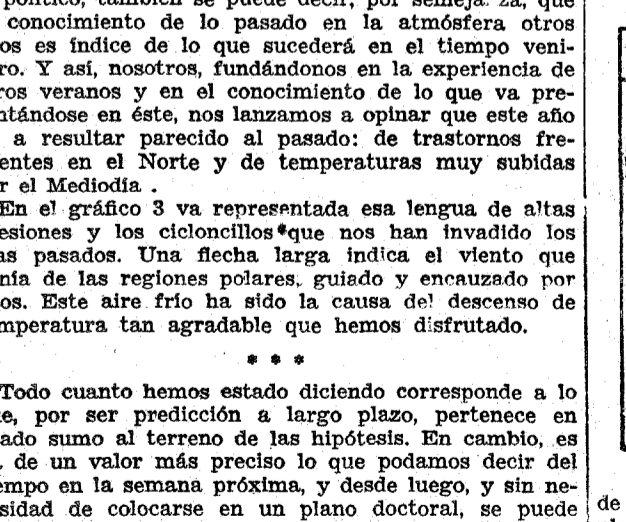 político, también se puede decir, por semejanza, que
conocimiento de lo pasado en la atmósfera otros
os es índice de lo que sucederá en el tiempo veni-
ro. Y así, nosotros, fundándonos en la experiencia de
ros veranos y en el conocimiento de lo que va pre-
ntándose en éste, nos lanzamos a opinar que este año
a resultar parecido al pasado: de trastornos fre-
entes en el Norte y de temperaturas muy subidas
r el Mediodía .
En el gráfico 3 va representada esa lengua de altas
esiones y los cicloncillos que nos han invadido los
as pasados. Una flecha larga indica el viento que
nía de las regiones polares, guiado y encauzado por
os. Este aire frío ha sido la causa del descenso de
mperatura tan agradable que hemos disfrutado.
* * *
Todo cuanto hemos estado diciendo corresponde a lo
e, por ser predicción a largo plazo, pertenece en
ado sumo al terreno de las hipótesis. En cambio, es
, de un valor más preciso lo que podamos decir del
empo en la semana próxima, y desde luego, y sin ne-
sidad de colocarse en un plano doctoral, se puede
de